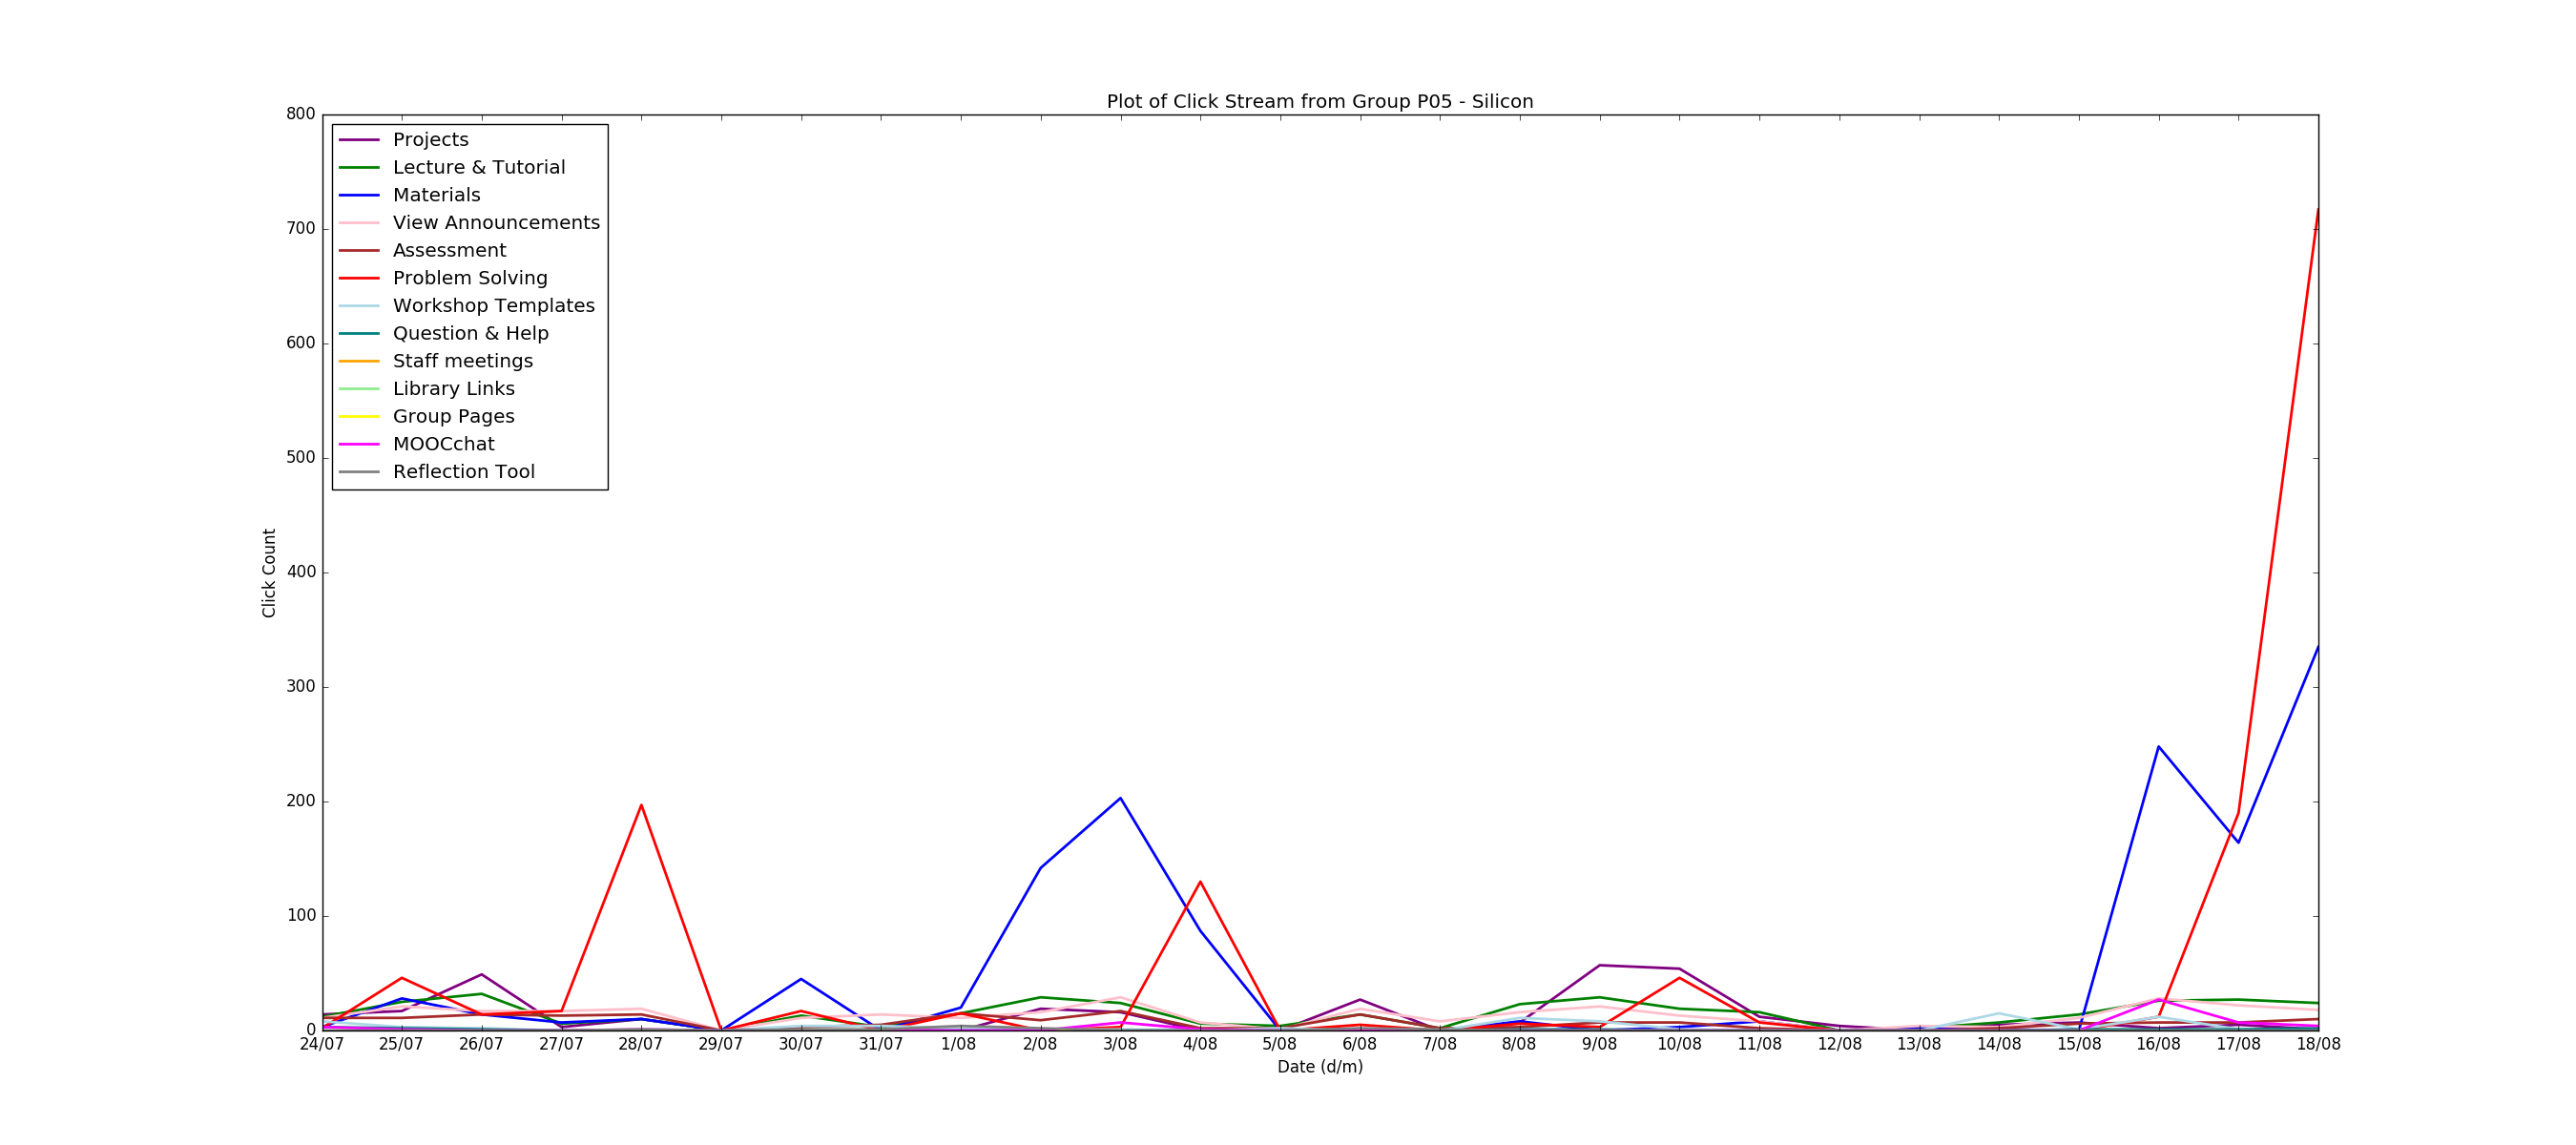 Plot of Click Stream from Group P05 - Silicon
800
700
600
500
400
300
200
100
0
Click Count
Projects
Lecture & Tutorial
Materials
View Announcements
Assessment
Problem Solving
Workshop Templates
Question & Help
Staff meetings
Library Links
Group Pages
MOOCchat
Reflection Tool
24/07 25/07 26/07 27/07 28/07 29/07 30/07 31/07 1/08 2/08 3/08 4/08 5/08 6/08 7/08 8/08 9/08 10/08 11/08 12/08 13/08 14/08 15/08 16/08 17/08 18/08
Date (d/m)